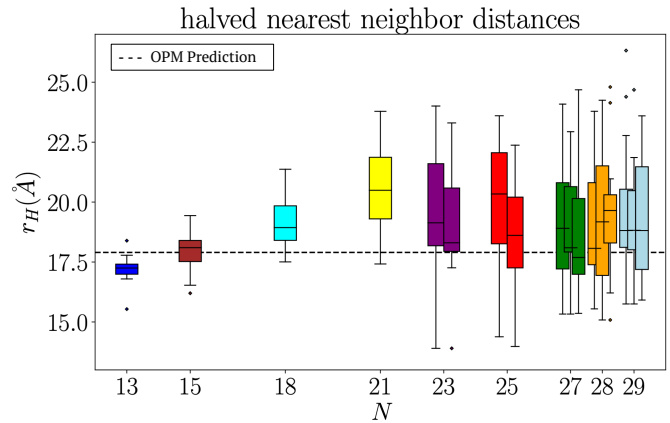 halved nearest neighbor distances
OPM Prediction
25.0
22.5
20.0
17.5
15.0
r_H(Å)
13 15 18 21 23 25 27 28 29
N